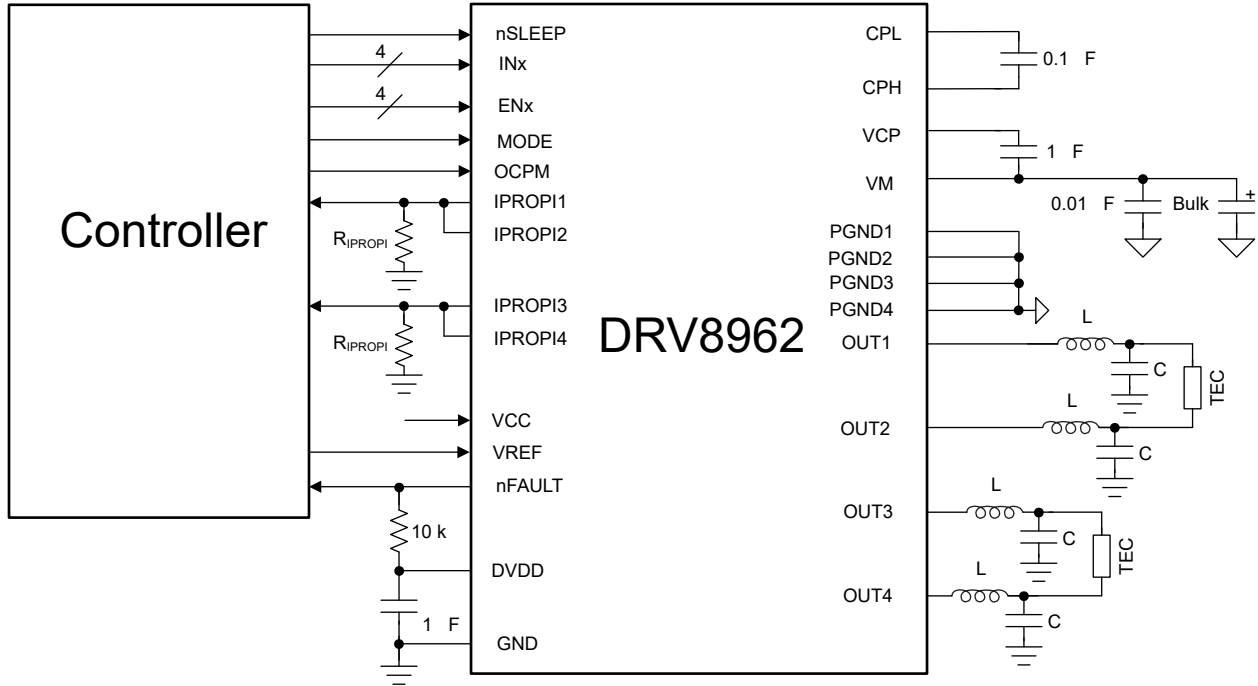 Controller
DRV8962
nSLEEP
4
INx
4
ENx
MODE
OCPM
IPROPI1
RIPROPI
IPROPI2
IPROPI3
RIPROPI
IPROPI4
VCC
VREF
nFAULT
10 k
DVDD
1 F
GND
CPL
0.1 F
CPH
VCP
1 F
VM
0.01 F
Bulk
+
PGND1
PGND2
PGND3
PGND4
L
OUT1
C
TEC
L
OUT2
C
L
OUT3
C
TEC
L
OUT4
C